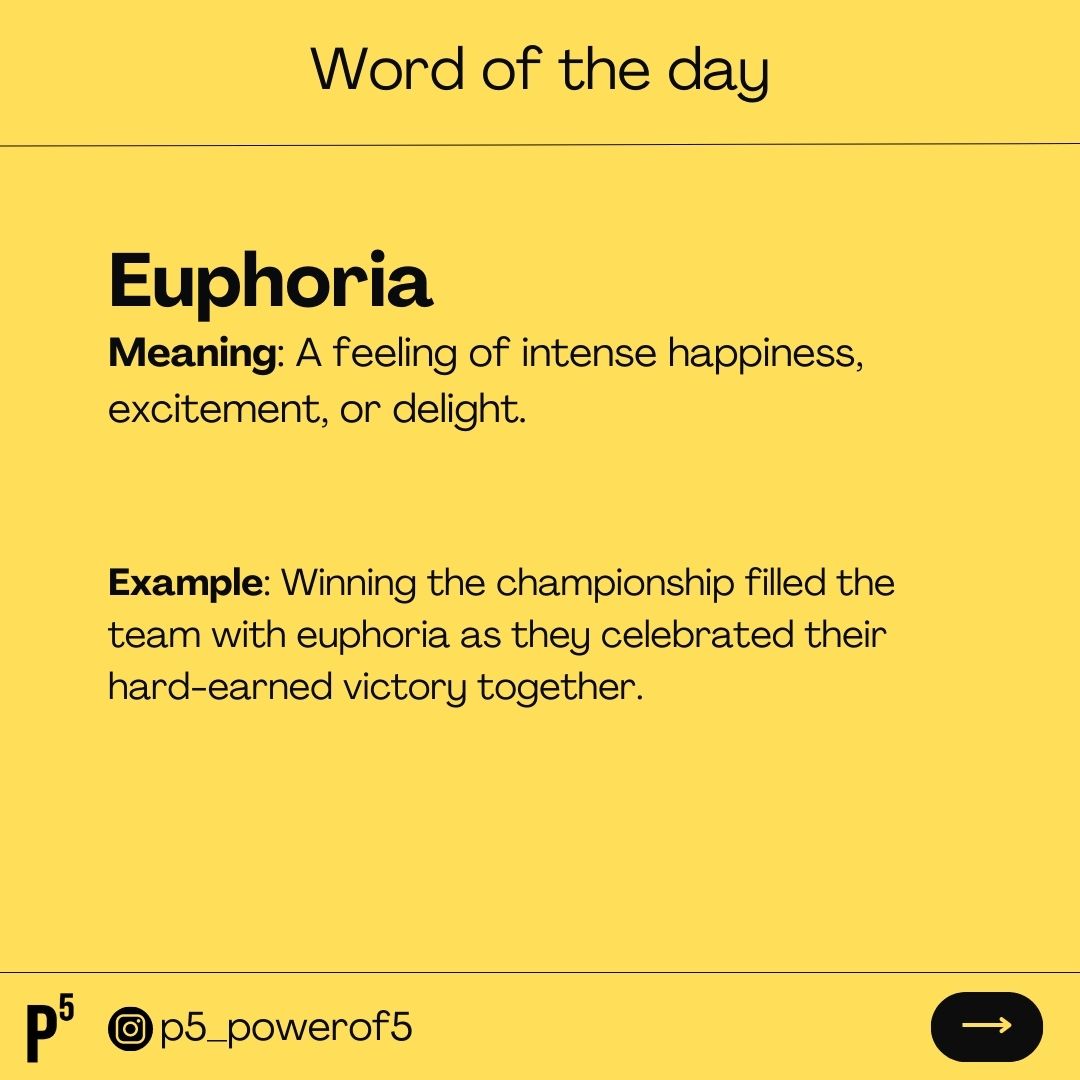 Word of the day
Euphoria
Meaning: A feeling of intense happiness,
excitement, or delight.
Example: Winning the championship filled the
team with euphoria as they celebrated their
hard-earned victory together.
P⁵ p5_powerof5